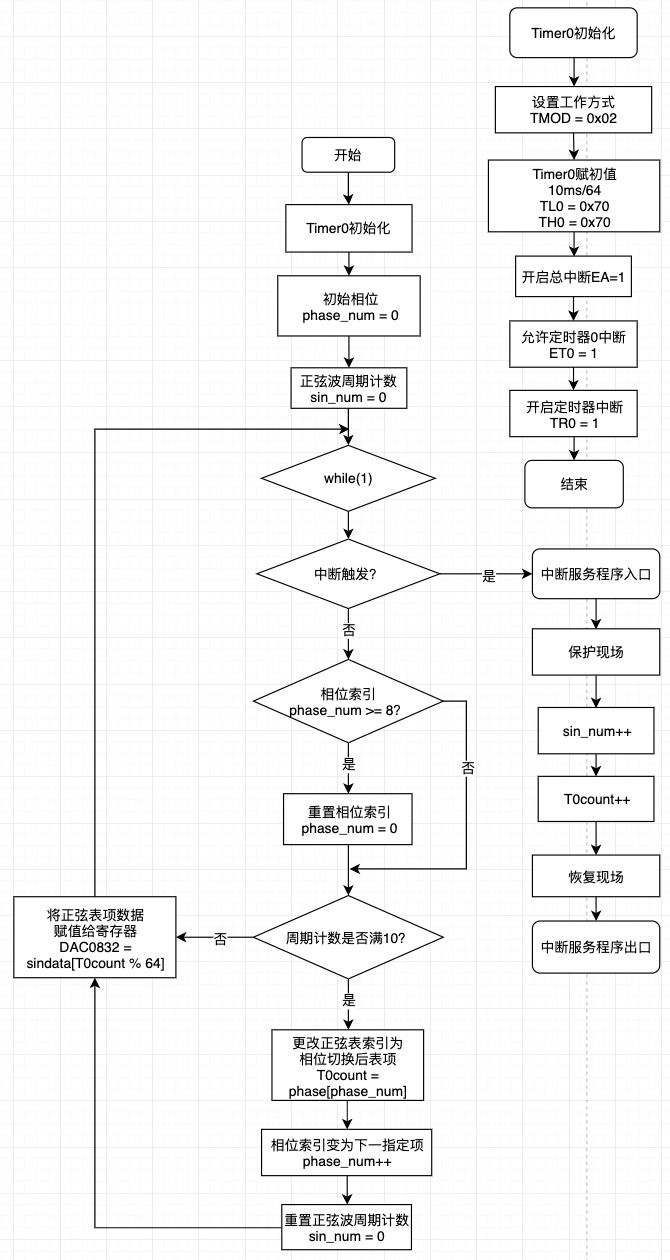 开始
Timer0初始化
初始相位
phase_num = 0
正弦波周期计数
sin_num = 0
while(1)
中断触发?
是
否
相位索引
phase_num >= 8?
是
否
重置相位索引
phase_num = 0
周期计数是否满10?
否
是
将正弦表项数据
赋值给寄存器
DAC0832 =
sindata[T0count % 64]
更改正弦表索引为
相位切换后表项
T0count =
phase[phase_num]
相位索引变为下一指定项
phase_num++
重置正弦波周期计数
sin_num = 0
Timer0初始化
设置工作方式
TMOD = 0x02
Timer0赋初值
10ms/64
TL0 = 0x70
TH0 = 0x70
开启总中断EA=1
允许定时器0中断
ET0 = 1
开启定时器中断
TR0 = 1
结束
中断服务程序入口
保护现场
sin_num++
T0count++
恢复现场
中断服务程序出口